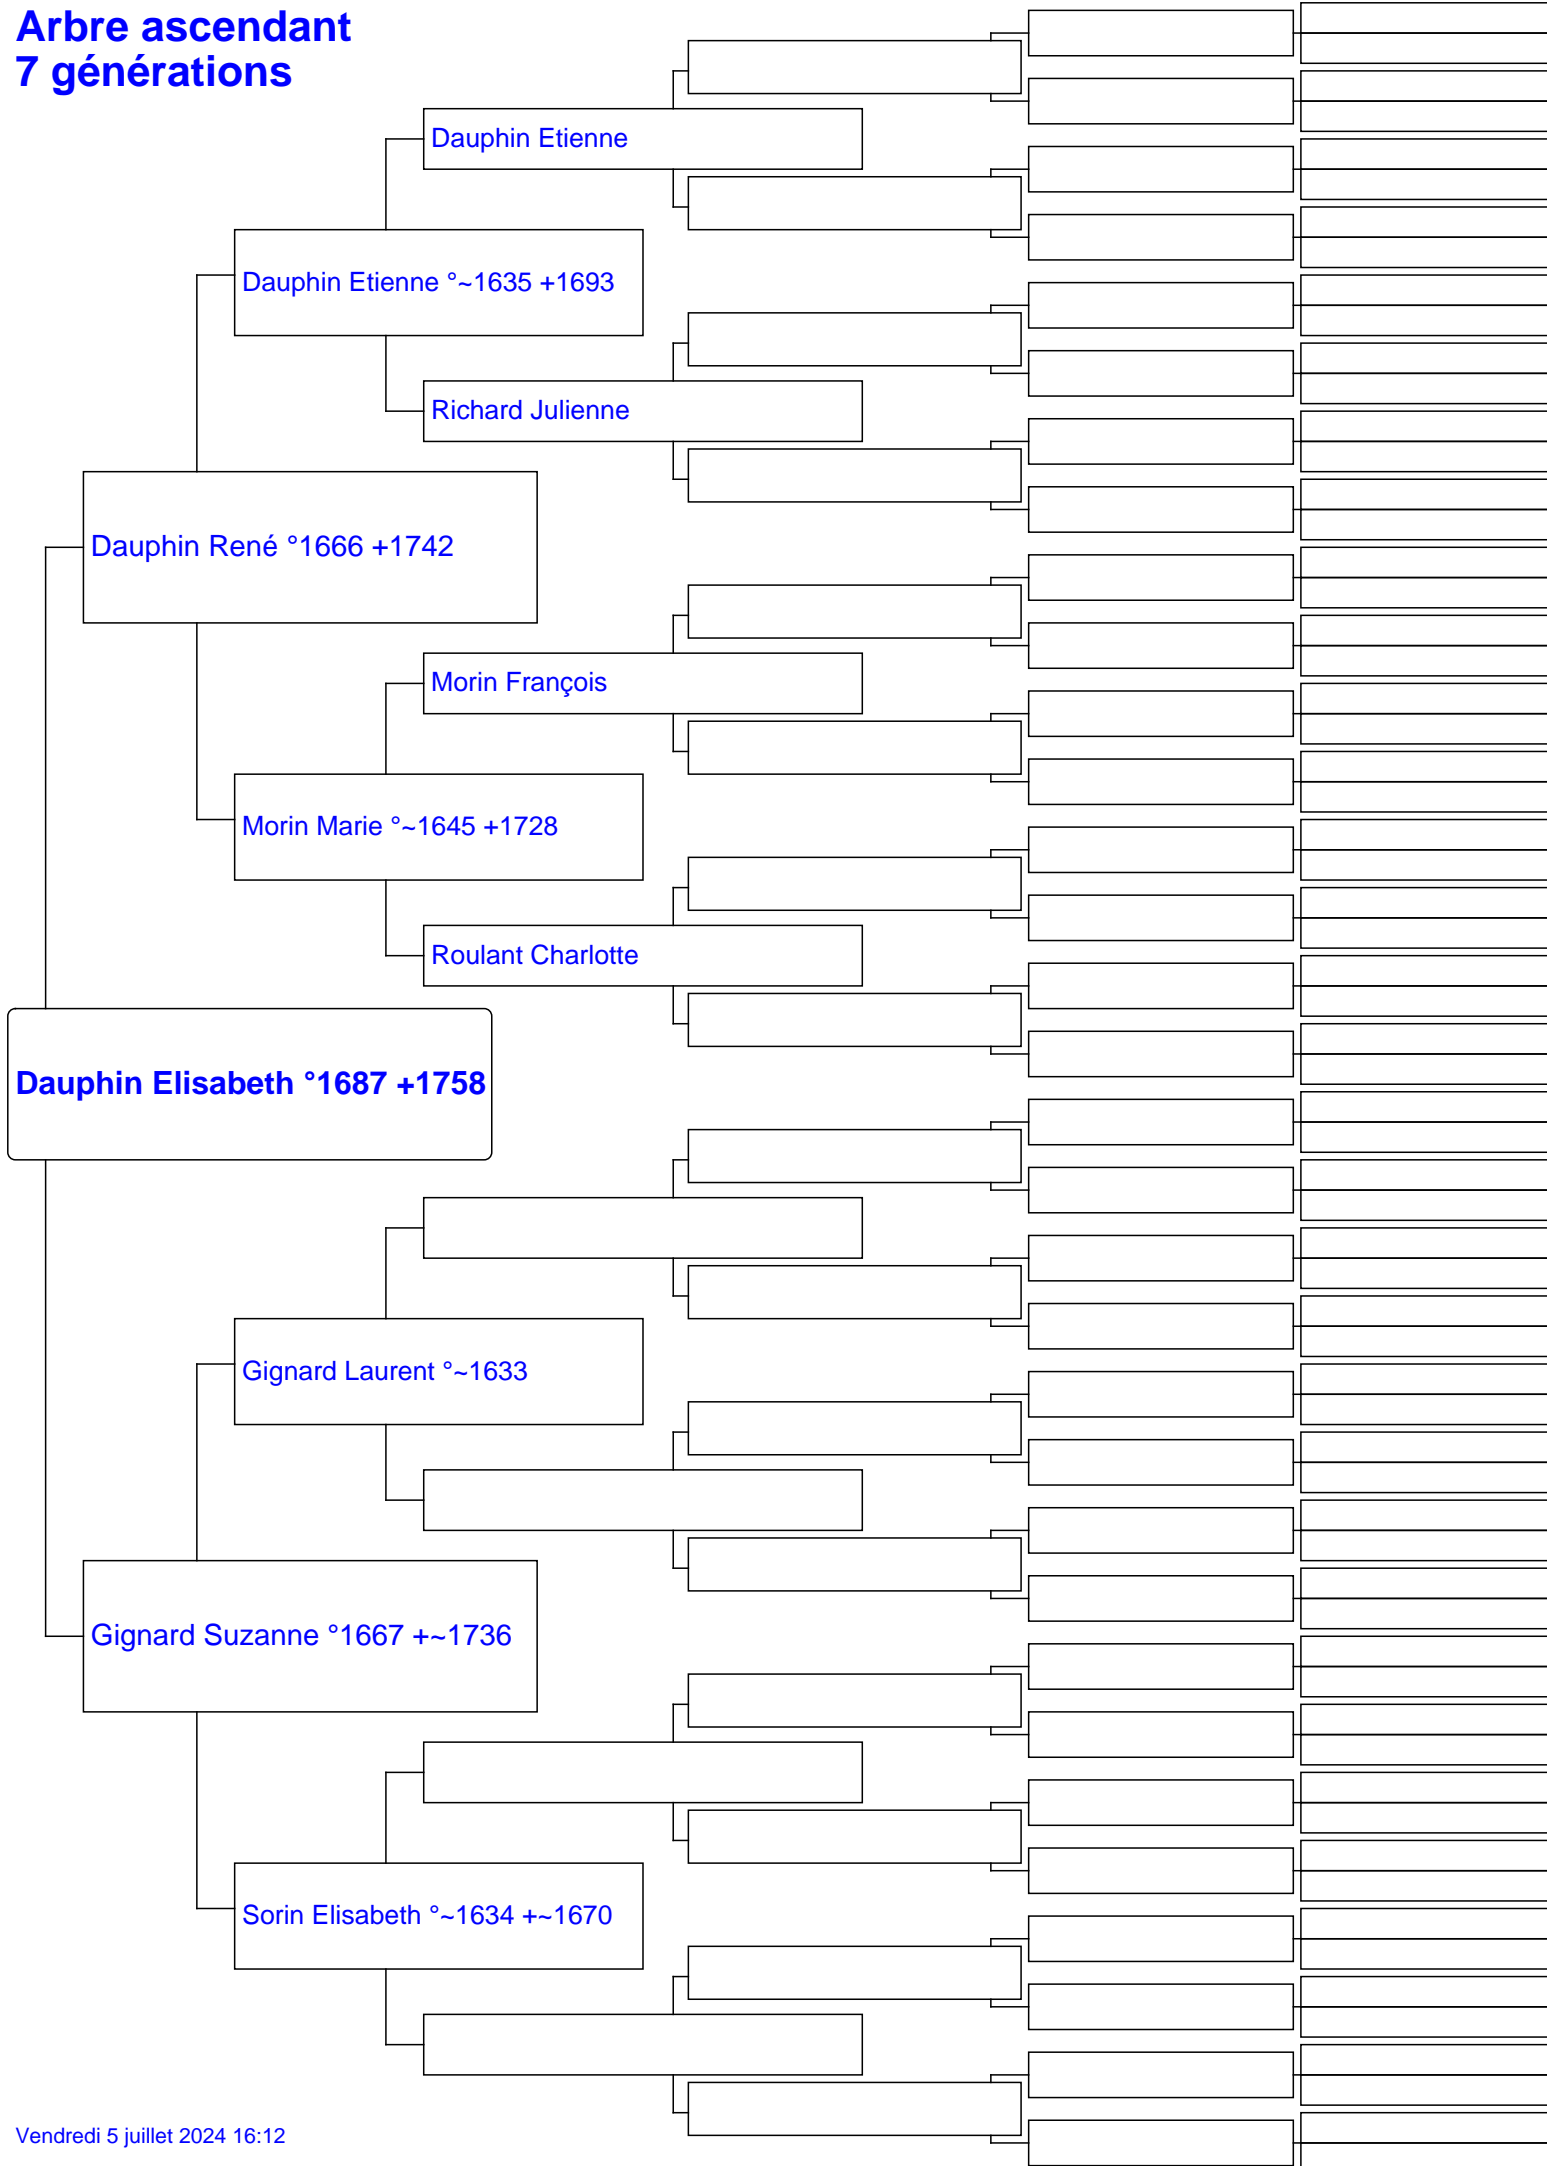 Arbre ascendant
7 générations
Dauphin Etienne
Dauphin Etienne °~1635 +1693
Richard Julienne
Dauphin René °1666 +1742
Morin François
Morin Marie °~1645 +1728
Roulant Charlotte
Dauphin Elisabeth °1687 +1758
Gignard Laurent °~1633
Gignard Suzanne °1667 +~1736
Sorin Elisabeth °~1634 +~1670
Vendredi 5 juillet 2024 16:12